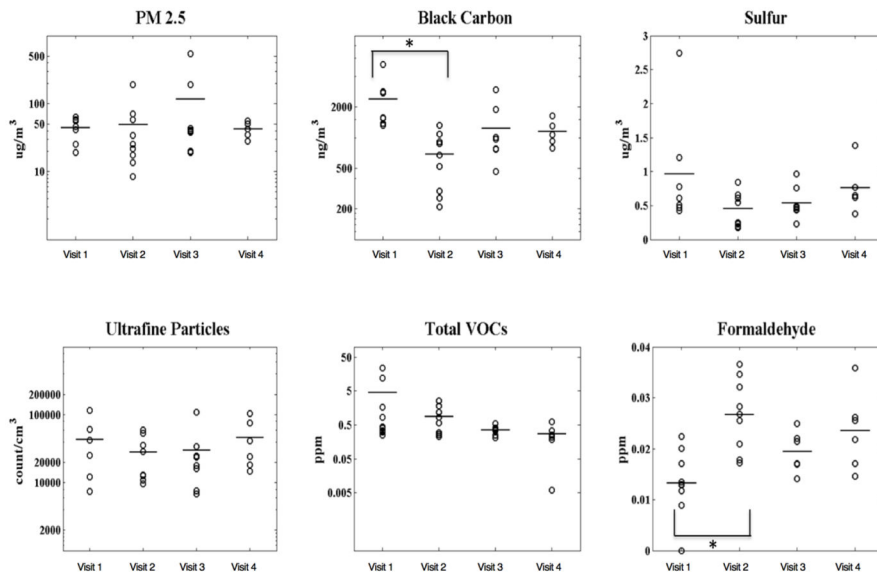 PM 2.5
500
100
50
10
ug/m³
Visit 1 Visit 2 Visit 3 Visit 4
Black Carbon
*
2000
500
200
ng/m³
Visit 1 Visit 2 Visit 3 Visit 4
Sulfur
3
2.5
2
1.5
1
0.5
0
ug/m³
Visit 1 Visit 2 Visit 3 Visit 4
Ultrafine Particles
200000
100000
20000
10000
2000
count/cm³
Visit 1 Visit 2 Visit 3 Visit 4
Total VOCs
50
5
0.5
0.05
0.005
ppm
Visit 1 Visit 2 Visit 3 Visit 4
Formaldehyde
0.04
0.03
0.02
0.01
0
ppm
*
Visit 1 Visit 2 Visit 3 Visit 4